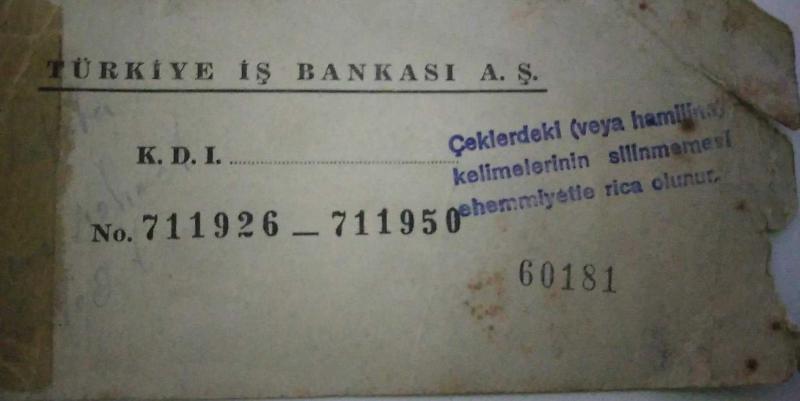 TÜRKİYE İŞ BANKASI A. Ş.
K. D. I. ........................................
Çeklerdeki (veya hamiline)
kelimelerinin silinmemesi
ehemmiyetle rica olunur.
No. 711926 — 711950
60181